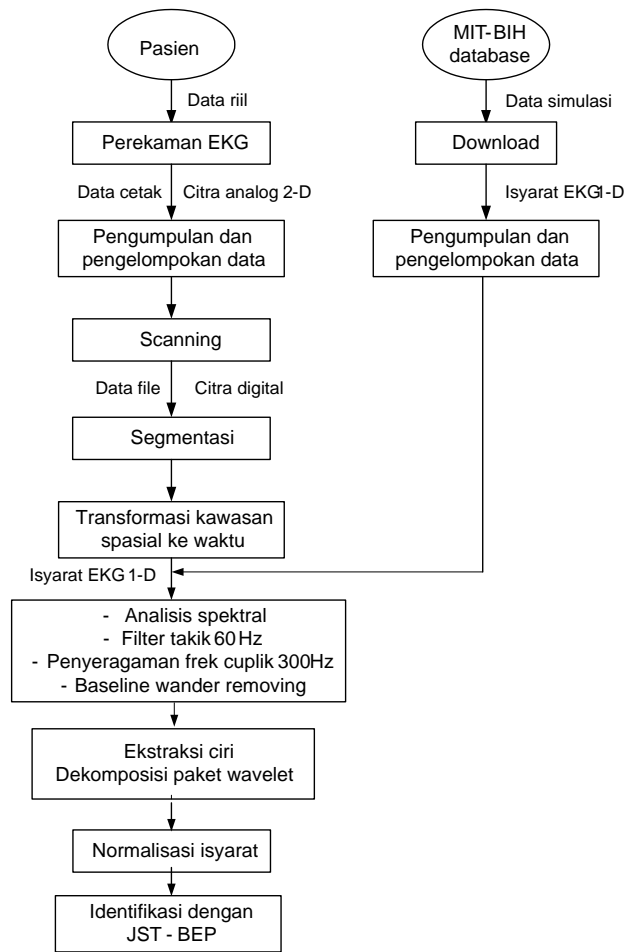 Pasien
Data riil
Perekaman EKG
Data cetak
Citra analog 2-D
Pengumpulan dan
pengelompokan data
Scanning
Data file
Citra digital
Segmentasi
Transformasi kawasan
spasial ke waktu
Isyarat EKG 1-D
MIT-BIH
database
Data simulasi
Download
Isyarat EKG1-D
Pengumpulan dan
pengelompokan data
- Analisis spektral
- Filter takik 60 Hz
- Penyeragaman frek cuplik 300Hz
- Baseline wander removing
Ekstraksi ciri
Dekomposisi paket wavelet
Normalisasi isyarat
Identifikasi dengan
JST - BEP